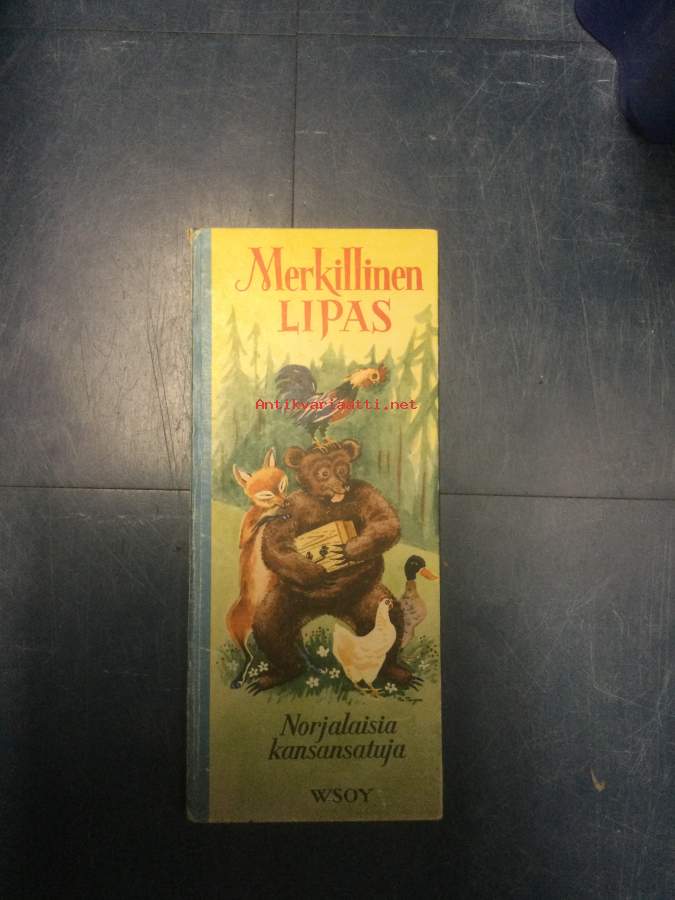 Merkillinen
LIPAS
Antikvariaatti.net
Norjalaisia
kansansatuja
WSOY